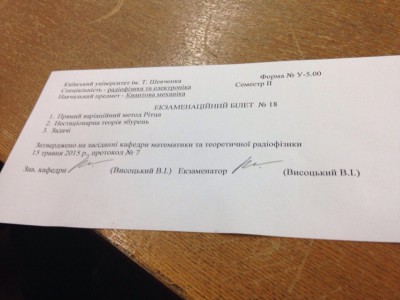 Київський університет ім. Т. Шевченка Форма № У-5.00
Спеціальність - радіофізика та електроніка Семестр II
Навчальний предмет - Квантова механіка
ЕКЗАМЕНАЦІЙНИЙ БІЛЕТ № 18
1. Прямий варіаційний метод Рітца
2. Нестаціонарна теорія збурень
3. Задачі
Затверджено на засіданні кафедри математики та теоретичної радіофізики
15 травня 2015 р., протокол № 7
Зав. кафедри (Висоцький В.І.) Екзаменатор (Висоцький В.І.)